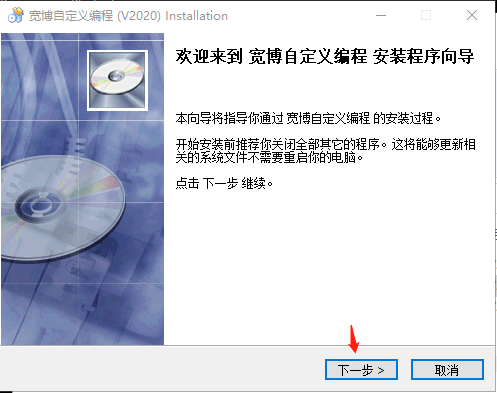 宽博自定义编程 (V2020) Installation
欢迎来到 宽博自定义编程 安装程序向导
本向导将指导你通过 宽博自定义编程 的安装过程。
开始安装前推荐你关闭全部其它的程序。这将能够更新相
关的系统文件不需要重启你的电脑。
点击 下一步 继续。
下一步 >
取消